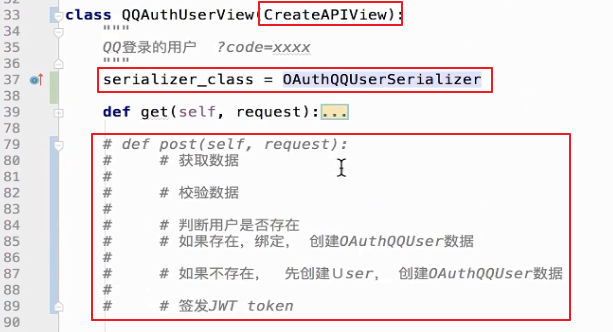 32
33 class QQAuthUserView(CreateAPIView):
34 """
35 QQ登录的用户 ?code=xxxx
36 """
37 serializer_class = OAuthQQUserSerializer
38
39 def get(self, request):...
78
79 # def post(self, request):
80 # # 获取数据
81 #
82 # # 校验数据
83 #
84 # # 判断用户是否存在
85 # # 如果存在,绑定, 创建OAuthQQUser数据
86 #
87 # # 如果不存在, 先创建User, 创建OAuthQQUser数据
88 #
89 # # 签发JWT token
90